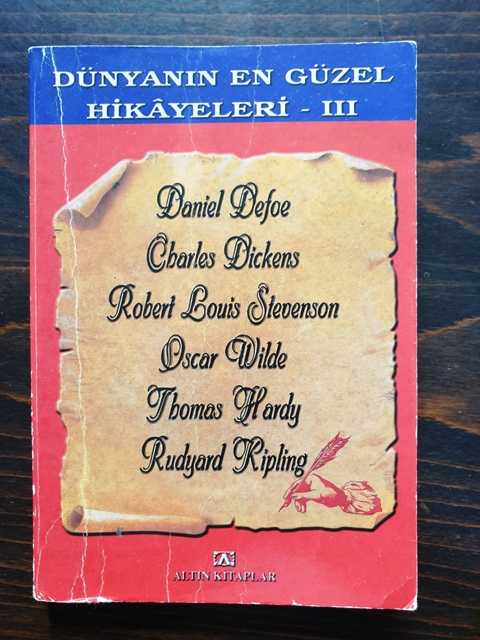 DÜNYANIN EN GÜZEL
HİKÂYELERİ - III
Daniel Defoe
Charles Dickens
Robert Louis Stevenson
Oscar Wilde
Thomas Hardy
Rudyard Kipling
ALTIN KİTAPLAR